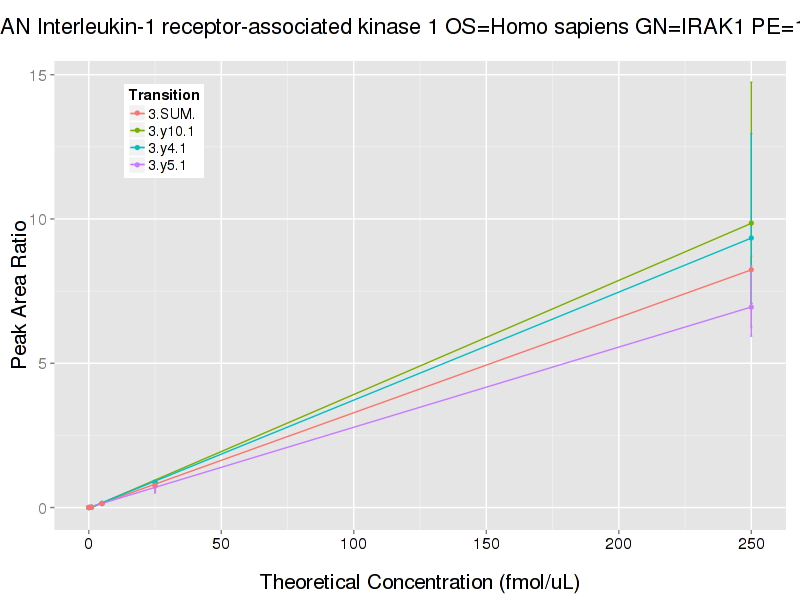 AN Interleukin-1 receptor-associated kinase 1 OS=Homo sapiens GN=IRAK1 PE=1
Transition
3.SUM.
3.y10.1
3.y4.1
3.y5.1
15
10
5
0
Peak Area Ratio
0 50 100 150 200 250
Theoretical Concentration (fmol/uL)